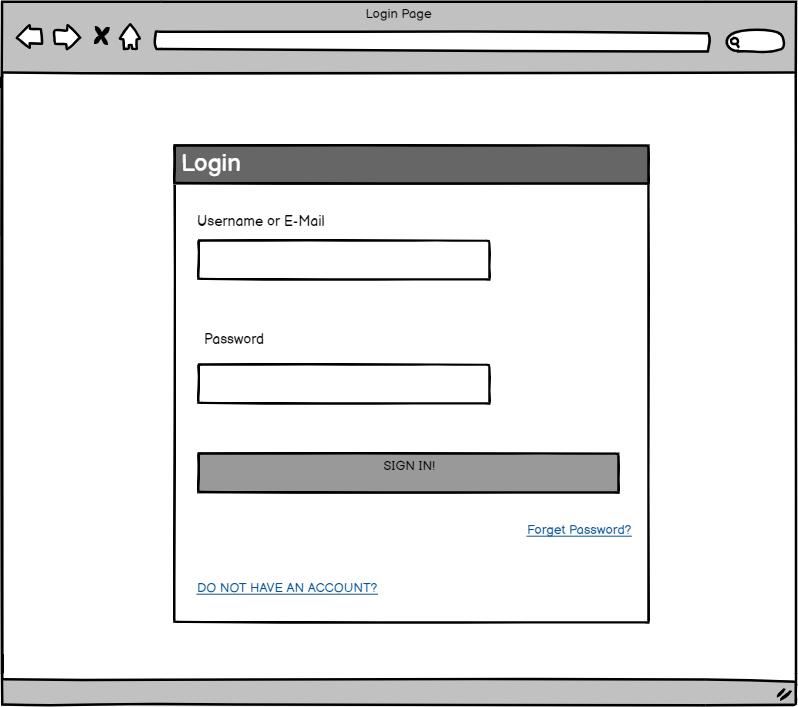 Login Page
Login
Username or E-Mail
Password
SIGN IN!
Forget Password?
DO NOT HAVE AN ACCOUNT?